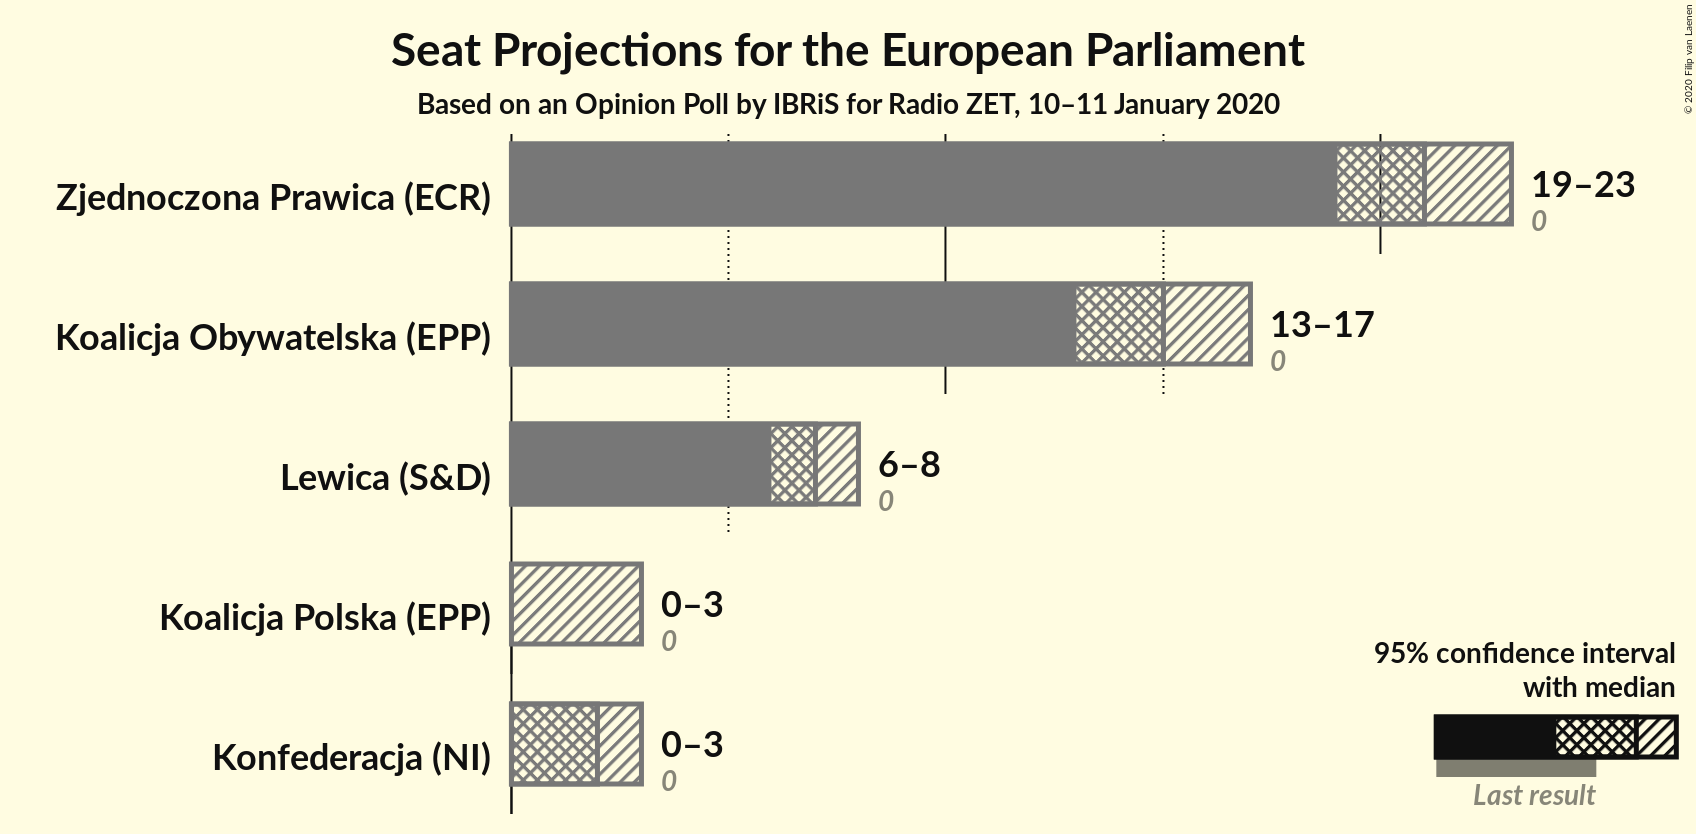 Seat Projections for the European Parliament
Based on an Opinion Poll by IBRiS for Radio ZET, 10–11 January 2020
© 2020 Filip van Laenen
Zjednoczona Prawica (ECR)
19–23
0
Koalicja Obywatelska (EPP)
13–17
0
Lewica (S&D)
6–8
0
Koalicja Polska (EPP)
0–3
0
Konfederacja (NI)
0–3
0
95% confidence interval
with median
Last result